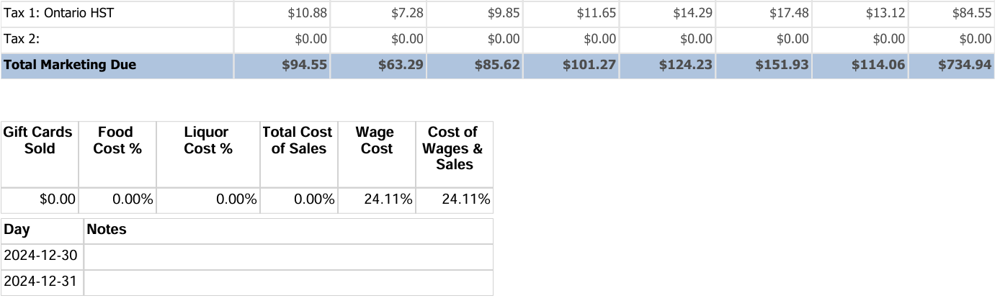 Tax 1: Ontario HST $10.88 $7.28 $9.85 $11.65 $14.29 $17.48 $13.12 $84.55
Tax 2: $0.00 $0.00 $0.00 $0.00 $0.00 $0.00 $0.00 $0.00
Total Marketing Due $94.55 $63.29 $85.62 $101.27 $124.23 $151.93 $114.06 $734.94
Gift Cards Food Liquor Total Cost Wage Cost of
Sold Cost % Cost % of Sales Cost Wages &
Sales
$0.00 0.00% 0.00% 0.00% 24.11% 24.11%
Day Notes
2024-12-30
2024-12-31